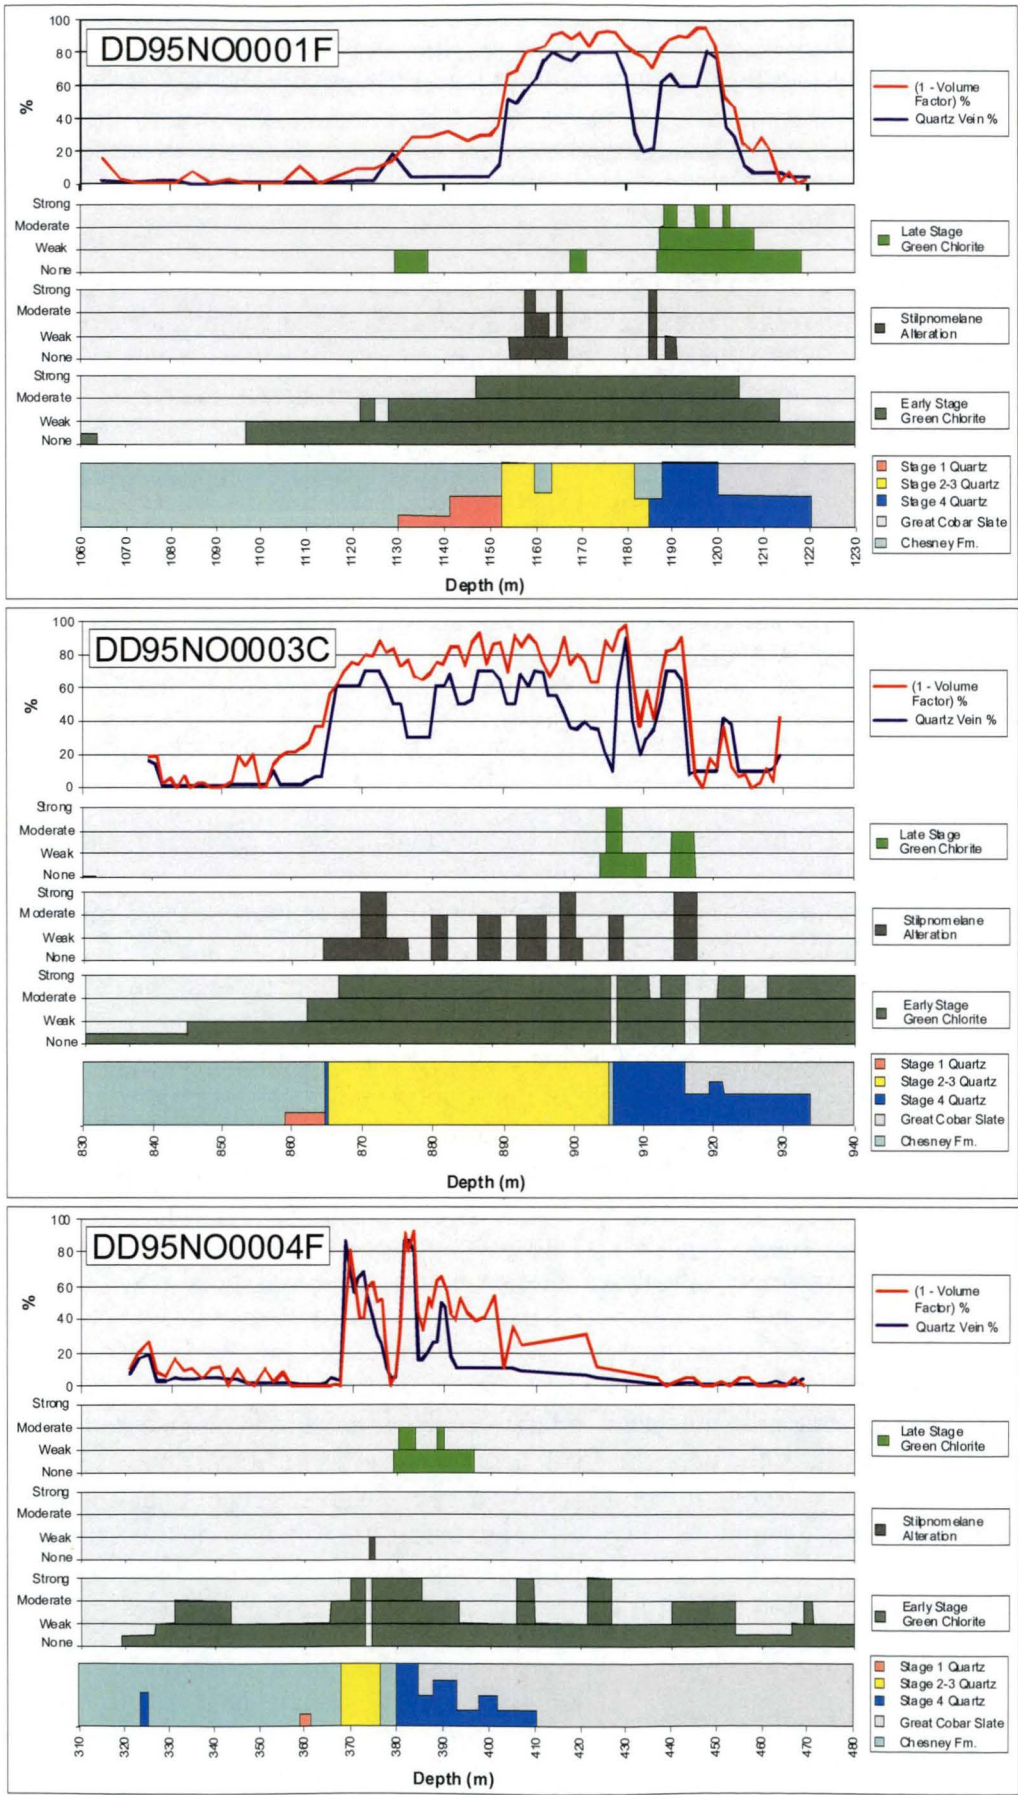 DD95NO0001F
100
80
60
40
20
0
%
(1 - Volume
Factor) %
Quartz Vein %
Strong
Moderate
Weak
None
Late Stage
Green Chlorite
Strong
Moderate
Weak
None
Stilpnomelane
Alteration
Strong
Moderate
Weak
None
Early Stage
Green Chlorite
Stage 1 Quartz
Stage 2-3 Quartz
Stage 4 Quartz
Great Cobar Slate
Chesney Fm.
1060 1070 1080 1090 1100 1110 1120 1130 1140 1150 1160 1170 1180 1190 1200 1210 1220 1230
Depth (m)
DD95NO0003C
100
80
60
40
20
0
%
(1 - Volume
Factor) %
Quartz Vein %
Strong
Moderate
Weak
None
Late Stage
Green Chlorite
Strong
Moderate
Weak
None
Stilpnomelane
Alteration
Strong
Moderate
Weak
None
Early Stage
Green Chlorite
Stage 1 Quartz
Stage 2-3 Quartz
Stage 4 Quartz
Great Cobar Slate
Chesney Fm.
830 840 850 860 870 880 890 900 910 920 930 940
Depth (m)
DD95NO0004F
100
80
60
40
20
0
%
(1 - Volume
Factor) %
Quartz Vein %
Strong
Moderate
Weak
None
Late Stage
Green Chlorite
Strong
Moderate
Weak
None
Stilpnomelane
Alteration
Strong
Moderate
Weak
None
Early Stage
Green Chlorite
Stage 1 Quartz
Stage 2-3 Quartz
Stage 4 Quartz
Great Cobar Slate
Chesney Fm.
310 320 330 340 350 360 370 380 390 400 410 420 430 440 450 460 470 480
Depth (m)